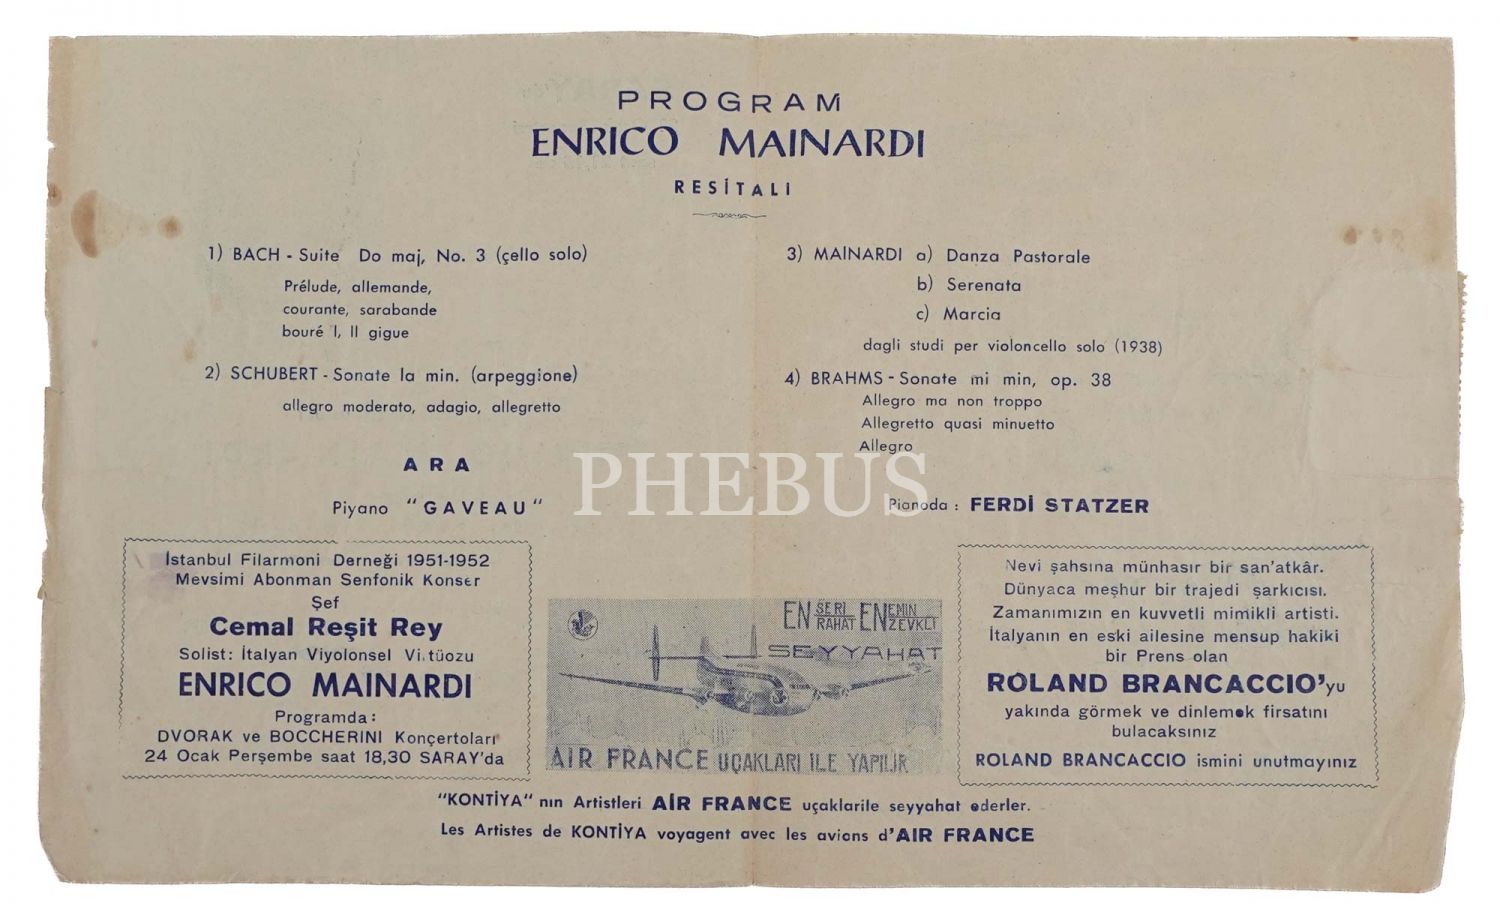 PROGRAM
ENRICO MAINARDI
RESİTALI
1) BACH - Suite Do maj, No. 3 (çello solo)
Prélude, allemande,
courante, sarabande
bouré I, II gigue
2) SCHUBERT - Sonate la min. (arpeggione)
allegro moderato, adagio, allegretto
ARA
Piyano "GAVEAU"
3) MAINARDI a) Danza Pastorale
b) Serenata
c) Marcia
dagli studi per violoncello solo (1938)
4) BRAHMS - Sonate mi min, op. 38
Allegro ma non troppo
Allegretto quasi minuetto
Allegro
Pianoda : FERDİ STATZER
PHEBUS
İstanbul Filarmoni Derneği 1951-1952
Mevsimi Abonman Senfonik Konser
Şef
Cemal Reşit Rey
Solist: İtalyan Viyolonsel Virtüozu
ENRICO MAINARDI
Programda :
DVORAK ve BOCCHERINI Konçertoları
24 Ocak Perşembe saat 18,30 SARAY'da
EN SERI RAHAT EN EMIN ZEVKLI
SEYYAHAT
AIR FRANCE UÇAKLARI İLE YAPILIR
Nevi şahsına münhasır bir san'atkâr.
Dünyaca meşhur bir trajedi şarkıcısı.
Zamanımızın en kuvvetli mimikli artisti.
İtalyanın en eski ailesine mensup hakiki
bir Prens olan
ROLAND BRANCACCIO'yu
yakında görmek ve dinlemek firsatını
bulacaksınız
ROLAND BRANCACCIO ismini unutmayınız
"KONTİYA" nın Artistleri AİR FRANCE uçaklarile seyyahat ederler.
Les Artistes de KONTİYA voyagent avec les avions d'AIR FRANCE